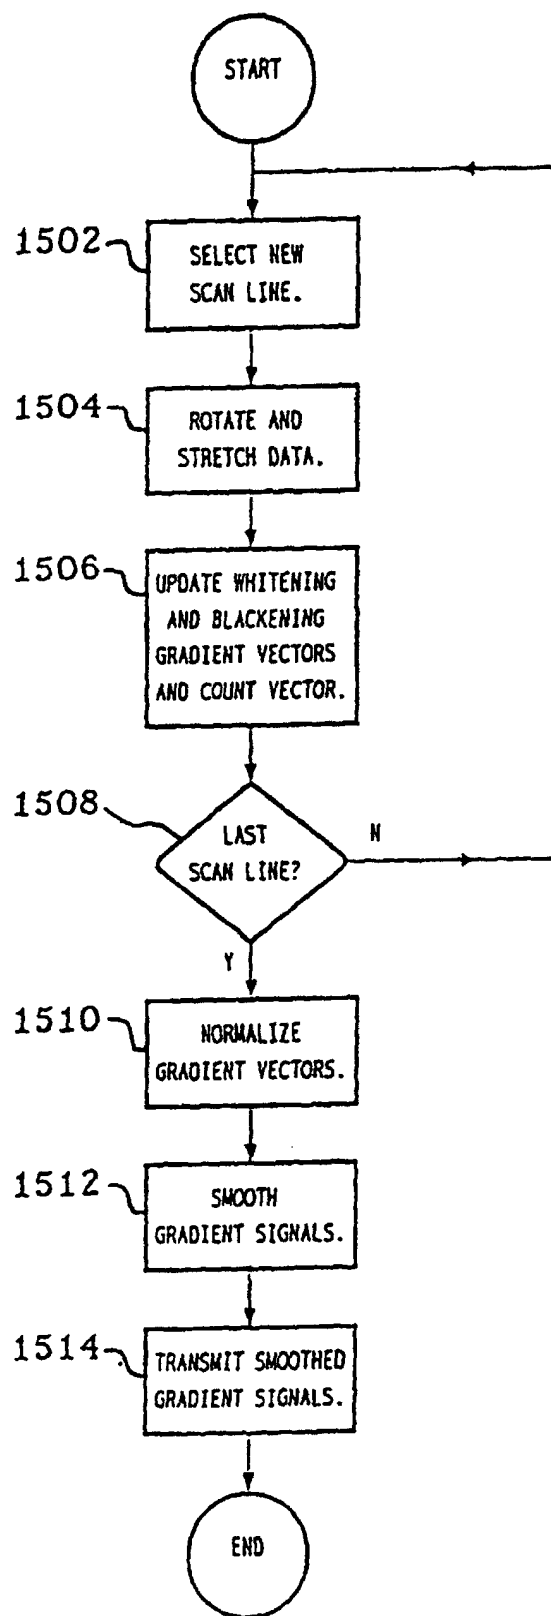 START
1502
SELECT NEW
SCAN LINE.
1504
ROTATE AND
STRETCH DATA.
1506
UPDATE WHITENING
AND BLACKENING
GRADIENT VECTORS
AND COUNT VECTOR.
1508
LAST
SCAN LINE?
N
Y
1510
NORMALIZE
GRADIENT VECTORS.
1512
SMOOTH
GRADIENT SIGNALS.
1514
TRANSMIT SMOOTHED
GRADIENT SIGNALS.
END